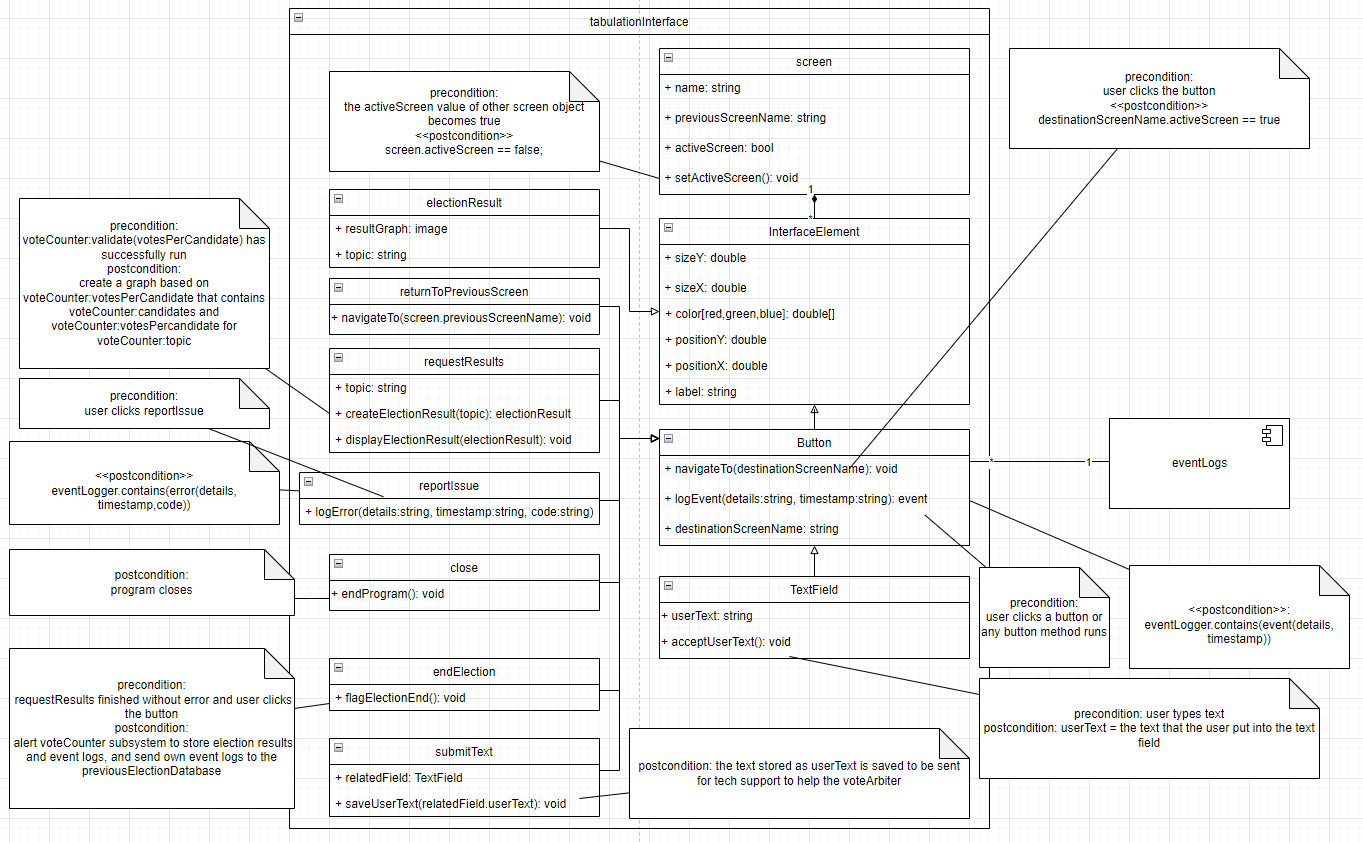 tabulationInterface
screen
+ name: string
+ previousScreenName: string
+ activeScreen: bool
+ setActiveScreen(): void
precondition:
the activeScreen value of other screen object
becomes true
<<postcondition>>
screen.activeScreen == false;
precondition:
user clicks the button
<<postcondition>>
destinationScreenName.activeScreen == true
1
*
electionResult
+ resultGraph: image
+ topic: string
InterfaceElement
+ sizeY: double
+ sizeX: double
+ color[red,green,blue]: double[]
+ positionY: double
+ positionX: double
+ label: string
precondition:
voteCounter:validate(votesPerCandidate) has
successfully run
postcondition:
create a graph based on
voteCounter:votesPerCandidate that contains
voteCounter:candidates and
voteCounter:votesPercandidate for
voteCounter:topic
returnToPreviousScreen
+ navigateTo(screen.previousScreenName): void
requestResults
+ topic: string
+ createElectionResult(topic): electionResult
+ displayElectionResult(electionResult): void
precondition:
user clicks reportIssue
Button
+ navigateTo(destinationScreenName): void
+ logEvent(details:string, timestamp:string): event
+ destinationScreenName: string
*
1
eventLogs
<<postcondition>>
eventLogger.contains(error(details,
timestamp,code))
reportIssue
+ logError(details:string, timestamp:string, code:string)
postcondition:
program closes
close
+ endProgram(): void
TextField
+ userText: string
+ acceptUserText(): void
precondition:
user clicks a button or
any button method runs
<<postcondition>>:
eventLogger.contains(event(details,
timestamp))
precondition:
requestResults finished without error and user clicks
the button
postcondition:
alert voteCounter subsystem to store election results
and event logs, and send own event logs to the
previousElectionDatabase
endElection
+ flagElectionEnd(): void
precondition: user types text
postcondition: userText = the text that the user put into the text
field
submitText
+ relatedField: TextField
+ saveUserText(relatedField.userText): void
postcondition: the text stored as userText is saved to be sent
for tech support to help the voteArbiter